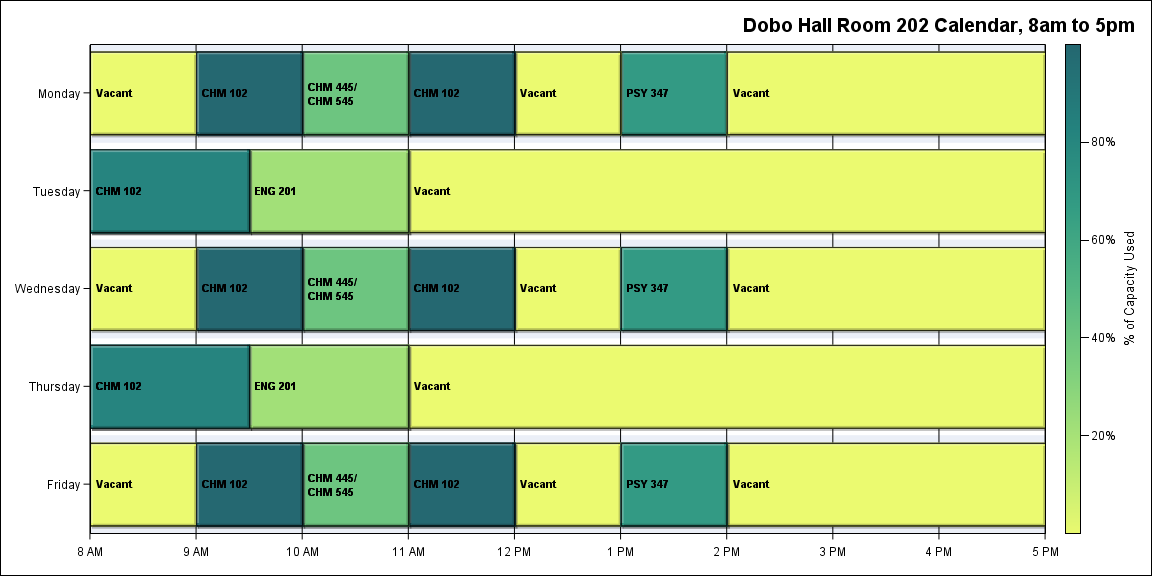 Dobo Hall Room 202 Calendar, 8am to 5pm
Monday
Vacant
CHM 102
CHM 445/
CHM 545
CHM 102
Vacant
PSY 347
Vacant
Tuesday
CHM 102
ENG 201
Vacant
Wednesday
Vacant
CHM 102
CHM 445/
CHM 545
CHM 102
Vacant
PSY 347
Vacant
Thursday
CHM 102
ENG 201
Vacant
Friday
Vacant
CHM 102
CHM 445/
CHM 545
CHM 102
Vacant
PSY 347
Vacant
8 AM
9 AM
10 AM
11 AM
12 PM
1 PM
2 PM
3 PM
4 PM
5 PM
80%
60%
40%
20%
% of Capacity Used